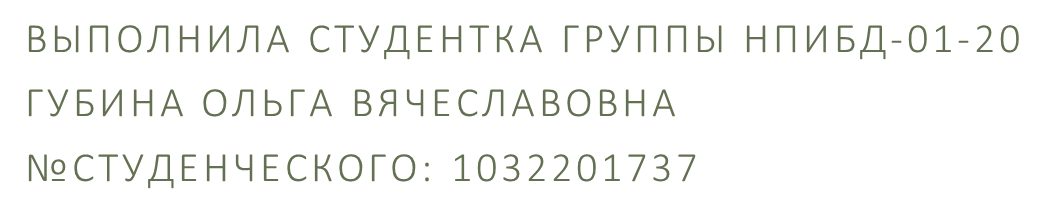 ВЫПОЛНИЛА СТУДЕНТКА ГРУППЫ НПИБД-01-20
ГУБИНА ОЛЬГА ВЯЧЕСЛАВОВНА
№СТУДЕНЧЕСКОГО: 1032201737